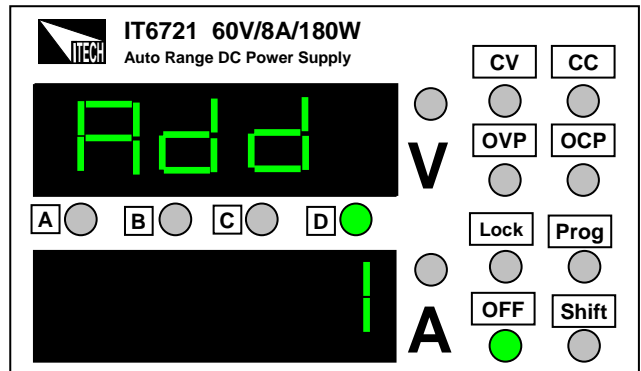 ITECH
IT6721 60V/8A/180W
Auto Range DC Power Supply
CV CC
Add
V
OVP OCP
A B C D
Lock Prog
1
A
OFF Shift